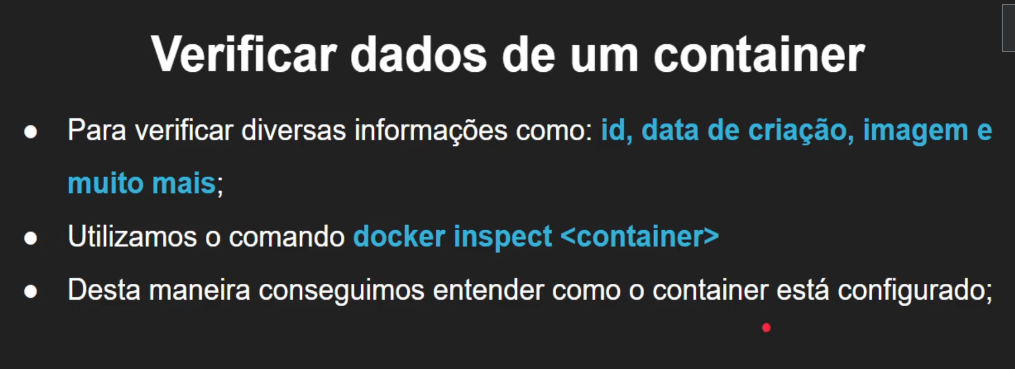 Verificar dados de um container
● Para verificar diversas informações como: id, data de criação, imagem e
muito mais;
● Utilizamos o comando docker inspect <container>
● Desta maneira conseguimos entender como o container está configurado;